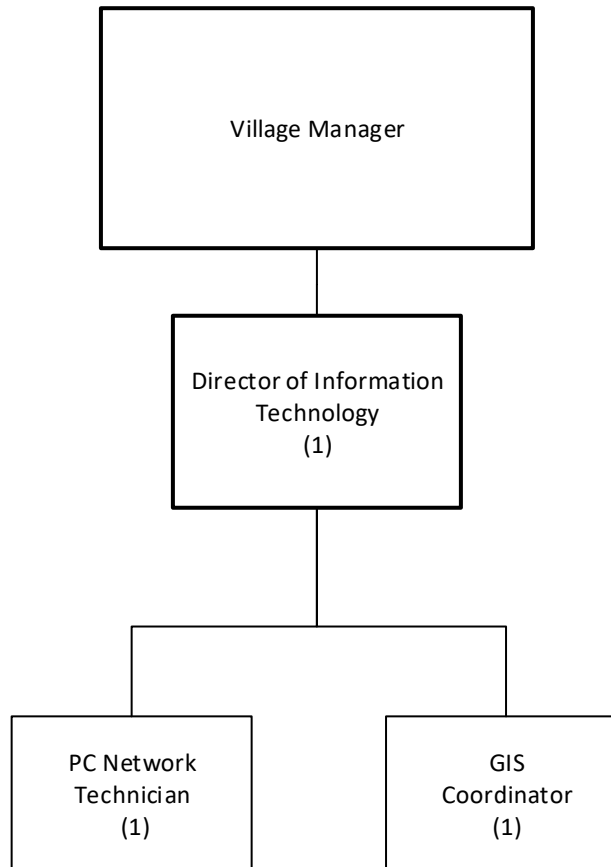 Village Manager
Director of Information
Technology
(1)
PC Network
Technician
(1)
GIS
Coordinator
(1)